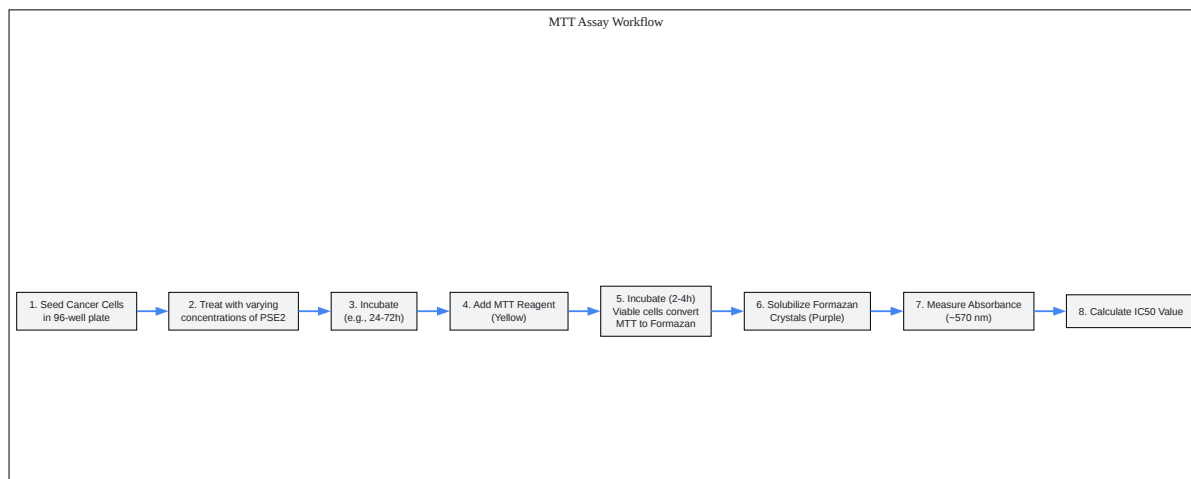 MTT Assay Workflow
1. Seed Cancer Cells
in 96-well plate
2. Treat with varying
concentrations of PSE2
3. Incubate
(e.g., 24-72h)
4. Add MTT Reagent
(Yellow)
5. Incubate (2-4h)
Viable cells convert
MTT to Formazan
6. Solubilize Formazan
Crystals (Purple)
7. Measure Absorbance
(~570 nm)
8. Calculate IC50 Value